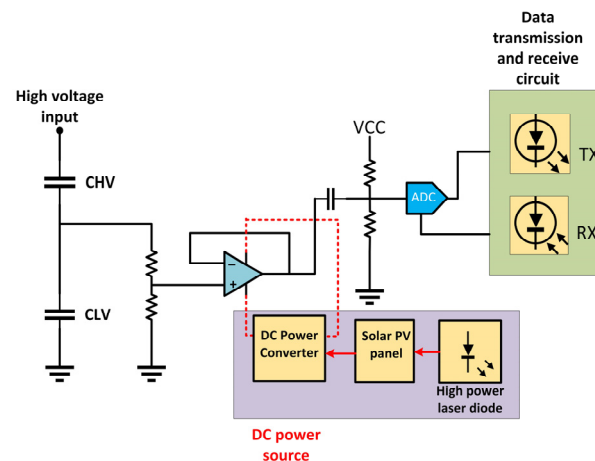 Data
transmission
and receive
circuit
High voltage
input
VCC
CHV
ADC
TX
RX
CLV
DC Power
Converter
Solar PV
panel
High power
laser diode
DC power
source